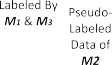 Labeled By
M1 & M3
Pseudo-
Labeled
Data of
M2